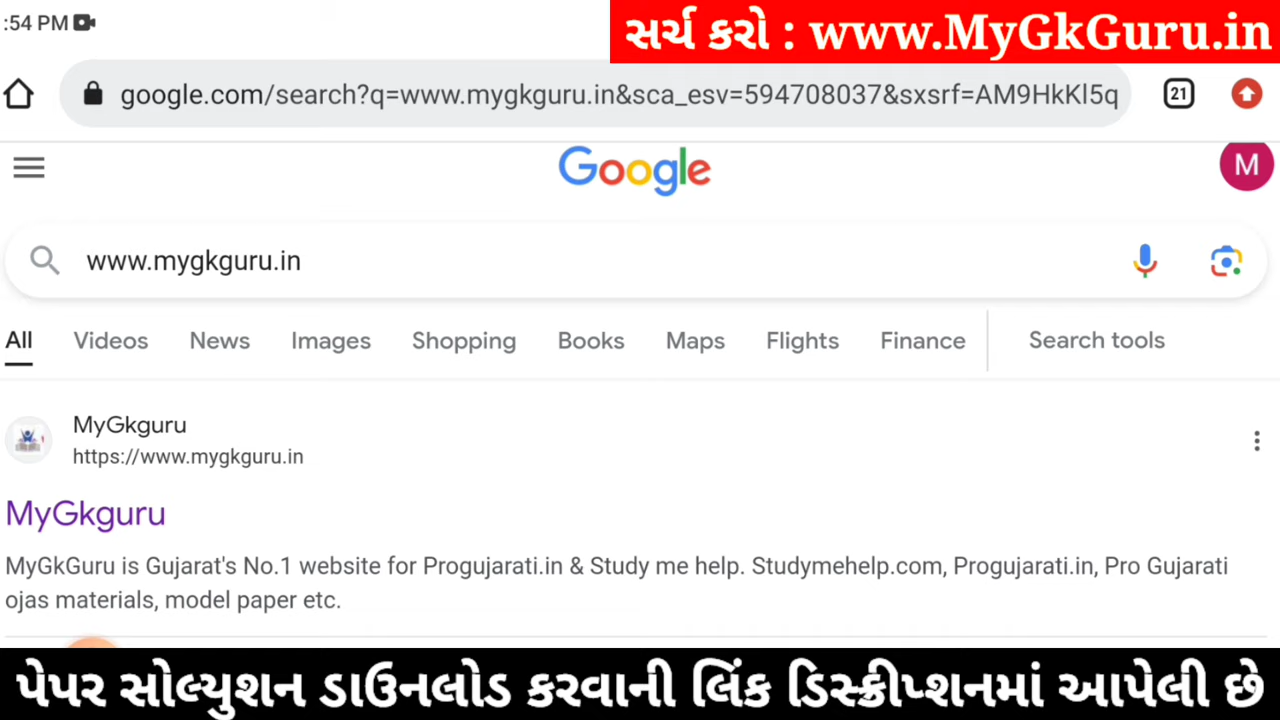 :54 PM
સર્ચ કરો : www.MyGkGuru.in
google.com/search?q=www.mygkguru.in&sca_esv=594708037&sxsrf=AM9HkKl5q
21
Google
M
www.mygkguru.in
All Videos News Images Shopping Books Maps Flights Finance Search tools
MyGkguru
https://www.mygkguru.in
MyGkguru
MyGkGuru is Gujarat's No.1 website for Progujarati.in & Study me help. Studymehelp.com, Progujarati.in, Pro Gujarati
ojas materials, model paper etc.
પેપર સોલ્યુશન ડાઉનલોડ કરવાની લિંક ડિસ્ક્રીપ્શનમાં આપેલી છે